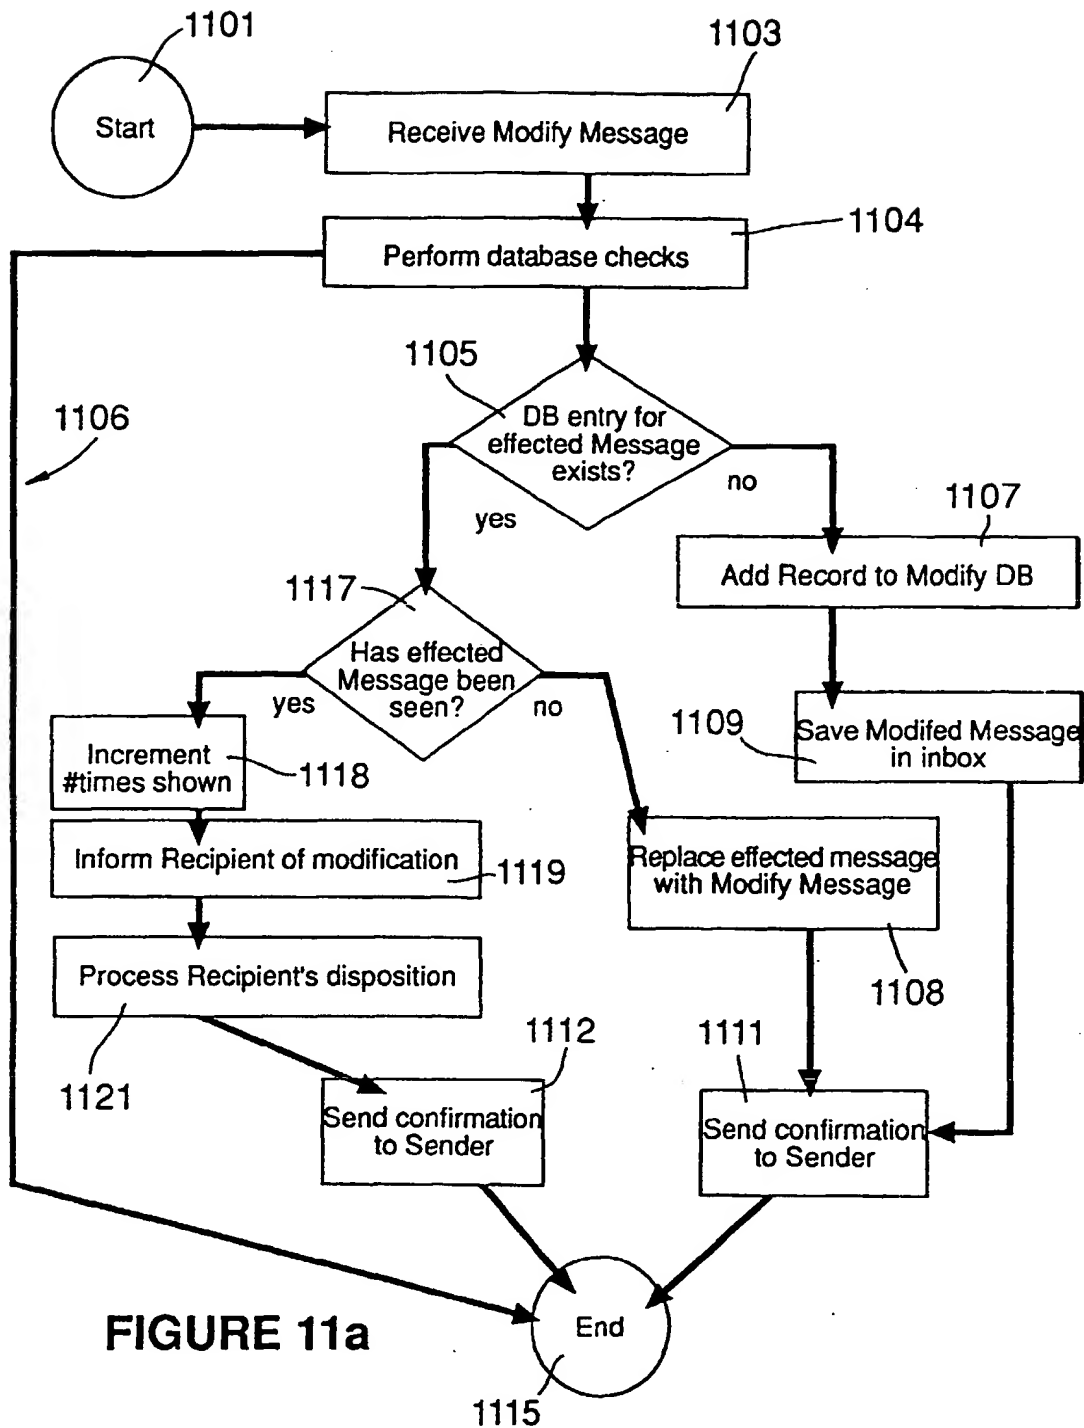 1101
1103
Start
Receive Modify Message
1104
Perform database checks
1105
DB entry for
effected Message
exists?
1106
no
yes
1107
Add Record to Modify DB
1117
Has effected
Message been
seen?
yes
no
1109
Save Modifed Message
in inbox
Increment
#times shown
1118
Inform Recipient of modification
1119
Replace effected message
with Modify Message
Process Recipient's disposition
1108
1121
1112
1111
Send confirmation
to Sender
Send confirmation
to Sender
FIGURE 11a
End
1115